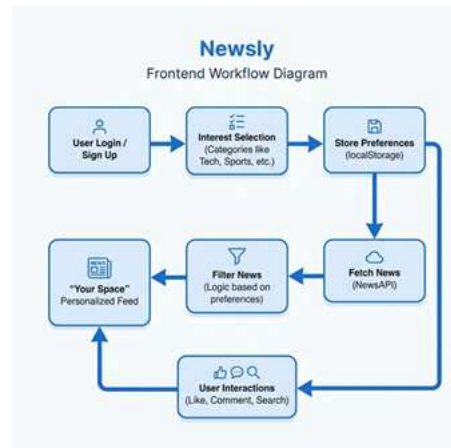 Newsly
Frontend Workflow Diagram
User Login /
Sign Up
Interest Selection
(Categories like
Tech, Sports, etc.)
Store Preferences
(localStorage)
NEWS
"Your Space"
Personalized Feed
Filter News
(Logic based on
preferences)
Fetch News
(NewsAPI)
User Interactions
(Like, Comment, Search)